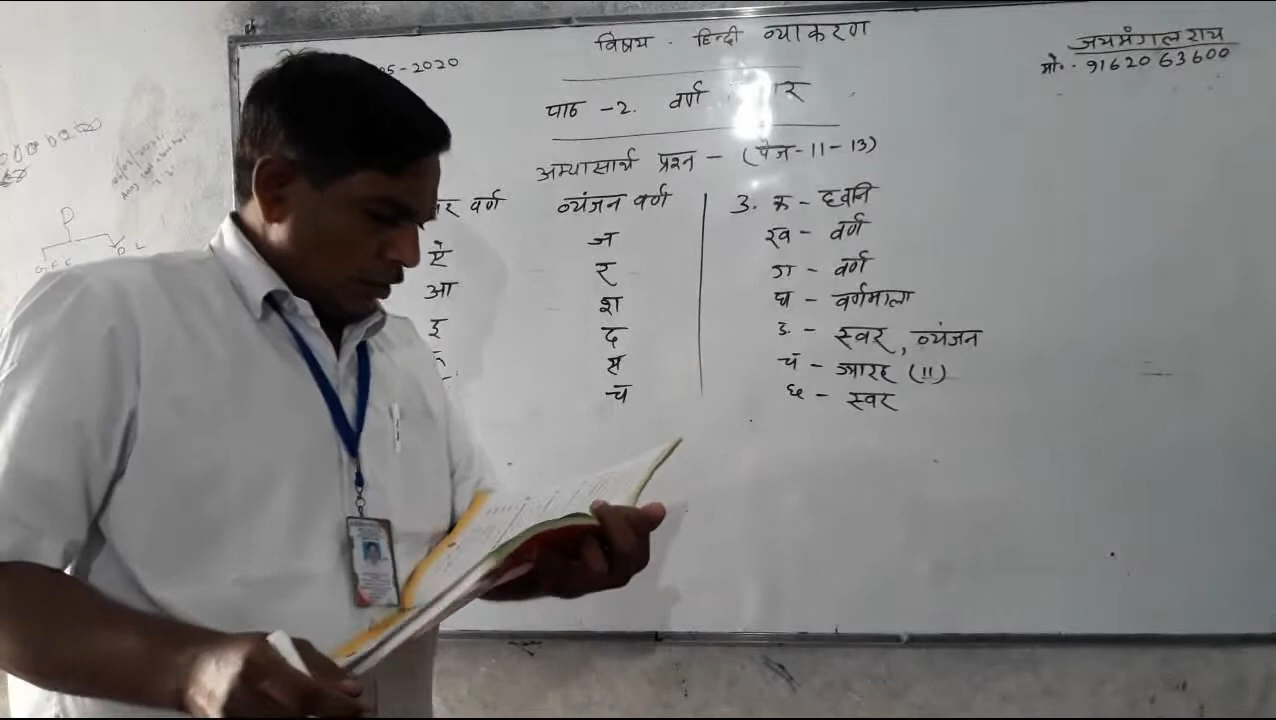 विषय - हिन्दी व्याकरण
जयमंगल राय
मो. - 9162063600
05-2020
पाठ -2. वर्ण
अभ्यासार्थ प्रश्न - (पेज-11-13)
वर्ण व्यंजन वर्ण
ऐ ज
आ र
इ श
द
स
च
3. क - ध्वनि
ख - वर्ण
ग - वर्ण
घ - वर्णमाला
ङ - स्वर, व्यंजन
च - ग्यारह (11)
छ - स्वर